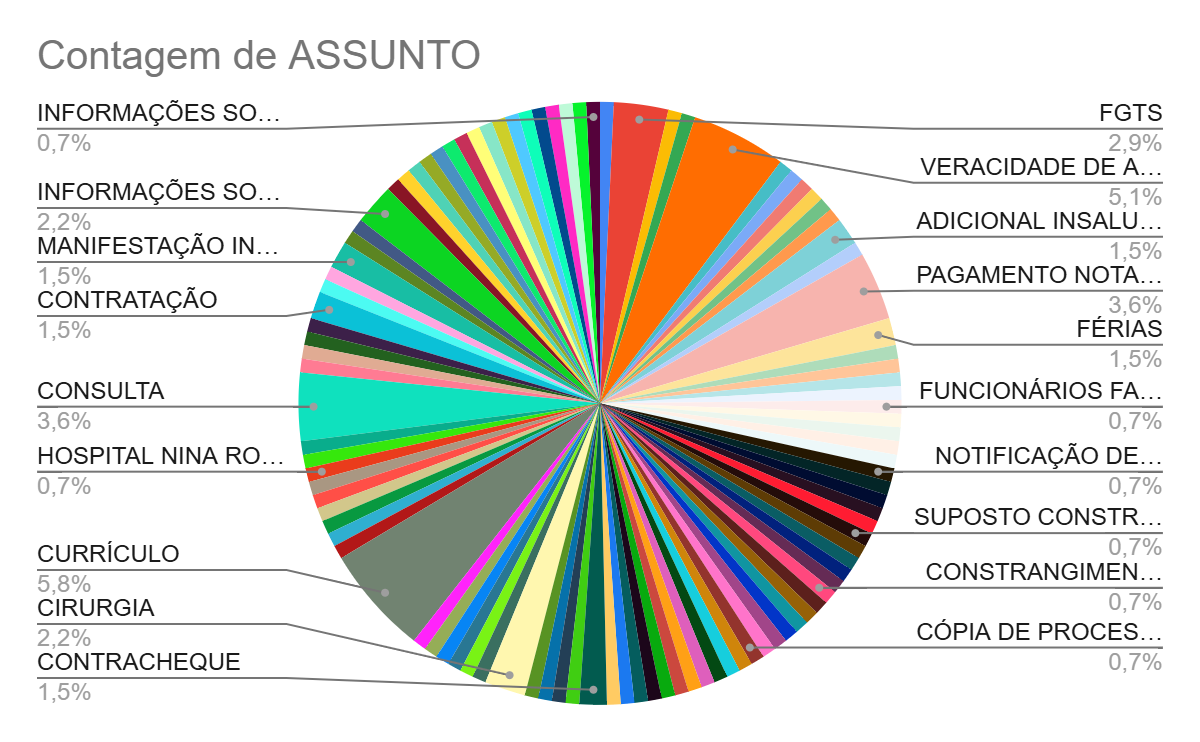 Contagem de ASSUNTO
INFORMAÇÕES SO…
0,7%
INFORMAÇÕES SO…
2,2%
MANIFESTAÇÃO IN…
1,5%
CONTRATAÇÃO
1,5%
CONSULTA
3,6%
HOSPITAL NINA RO…
0,7%
CURRÍCULO
5,8%
CIRURGIA
2,2%
CONTRACHEQUE
1,5%
FGTS
2,9%
VERACIDADE DE A…
5,1%
ADICIONAL INSALU…
1,5%
PAGAMENTO NOTA…
3,6%
FÉRIAS
1,5%
FUNCIONÁRIOS FA…
0,7%
NOTIFICAÇÃO DE…
0,7%
SUPOSTO CONSTR…
0,7%
CONSTRANGIMEN…
0,7%
CÓPIA DE PROCES…
0,7%